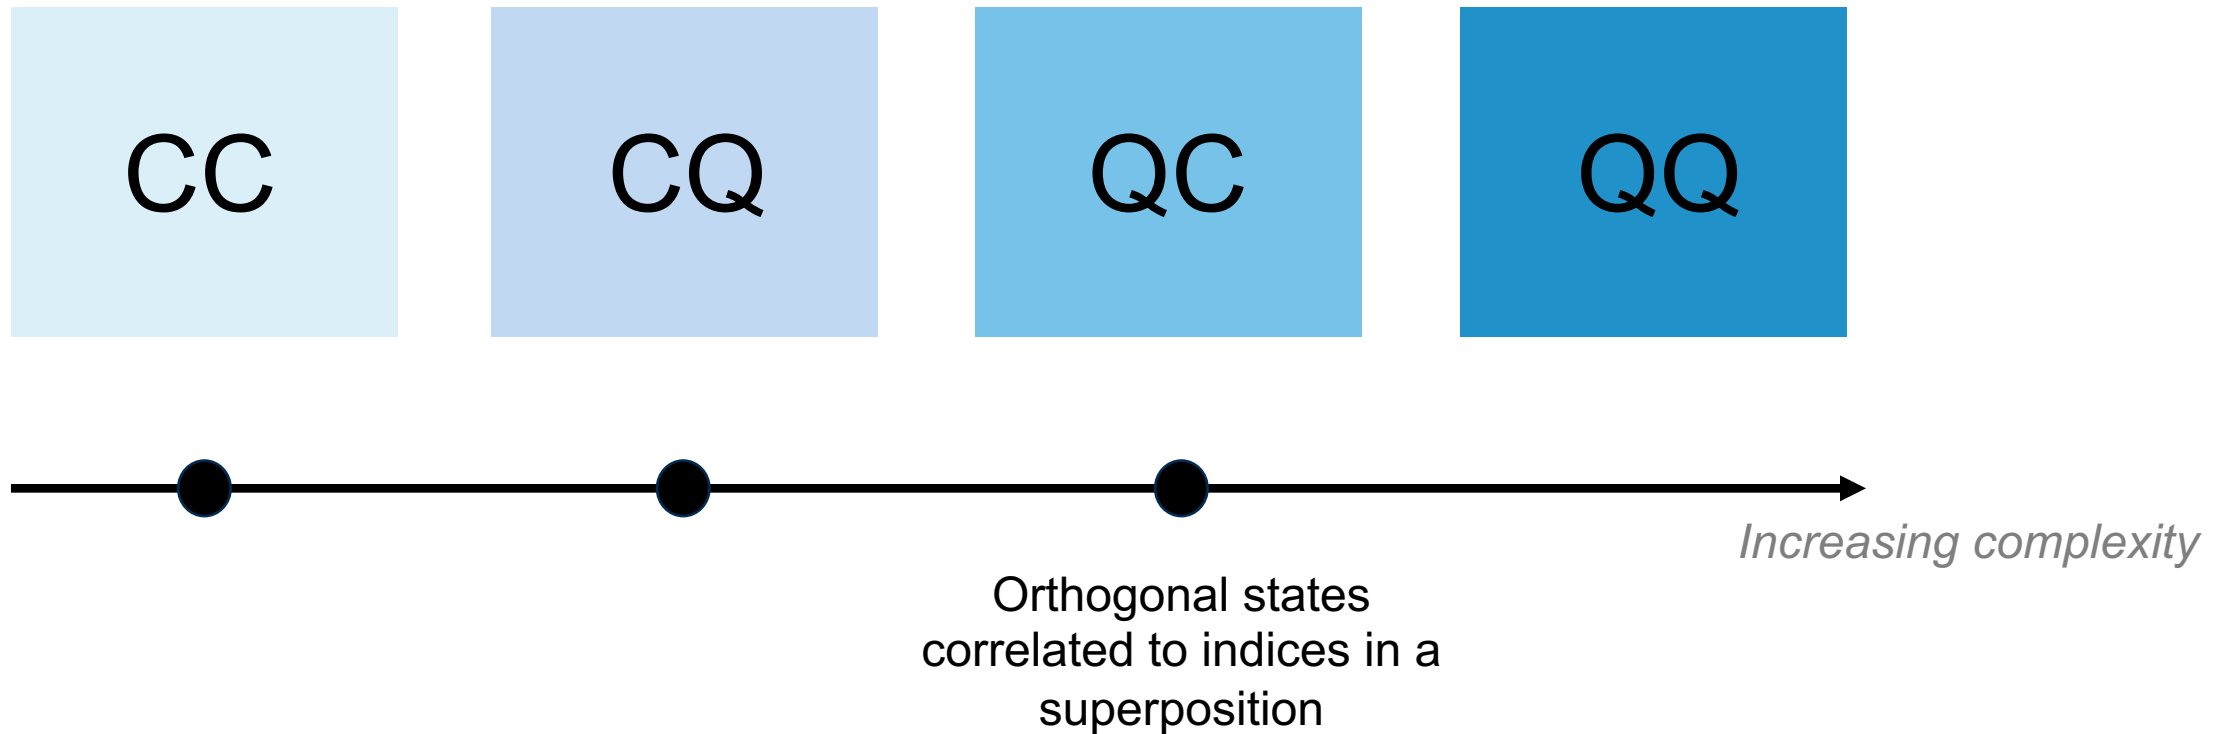 CC
CQ
QC
QQ
Increasing complexity
Orthogonal states
correlated to indices in a
superposition